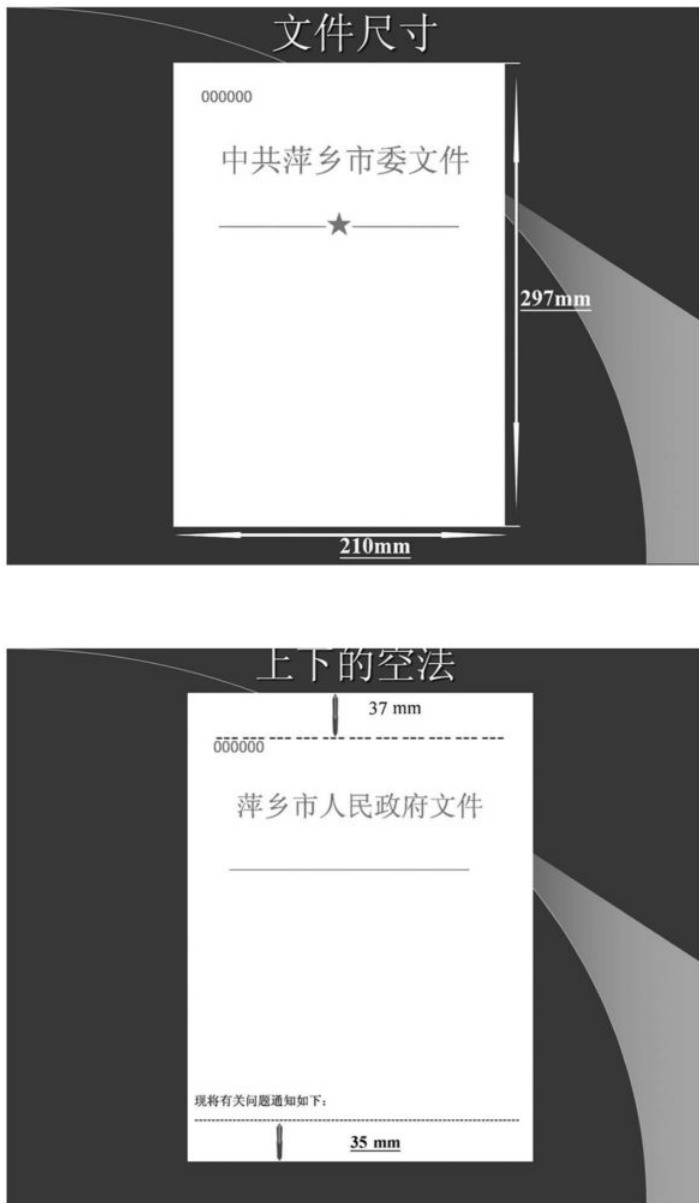 文件尺寸
000000
中共萍乡市委文件
297mm
210mm
上下的空法
37 mm
000000
萍乡市人民政府文件
现将有关问题通知如下：
35 mm